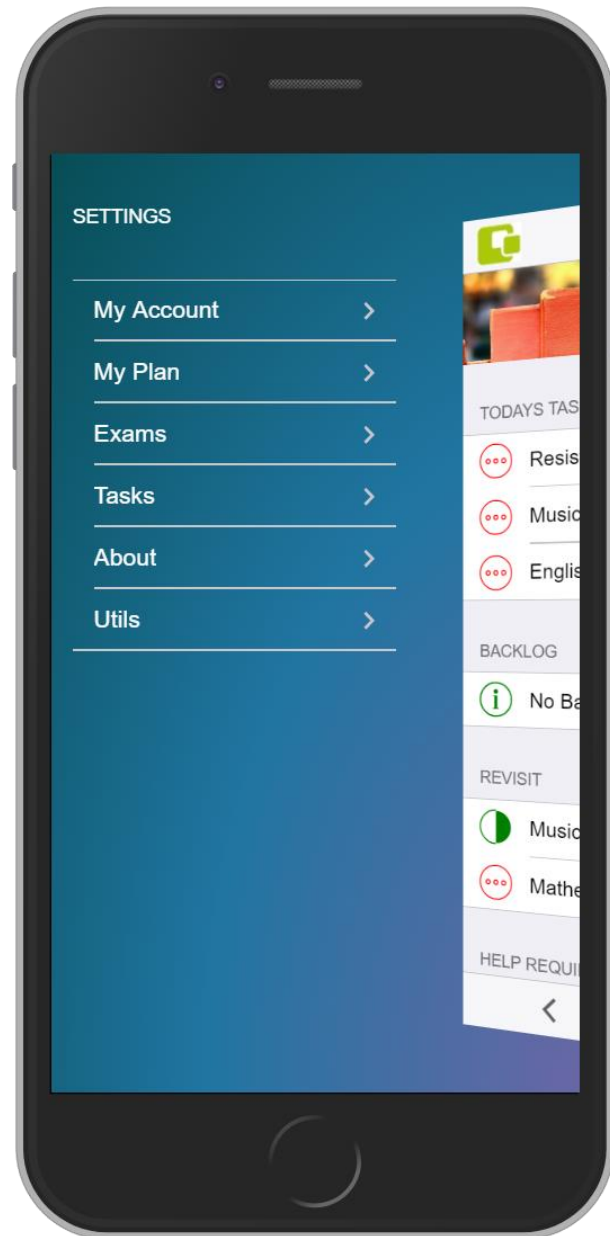 SETTINGS
My Account
My Plan
Exams
Tasks
About
Utils
TODAYS TAS
Resis
Music
Englis
BACKLOG
No Ba
REVISIT
Music
Mathe
HELP REQUI